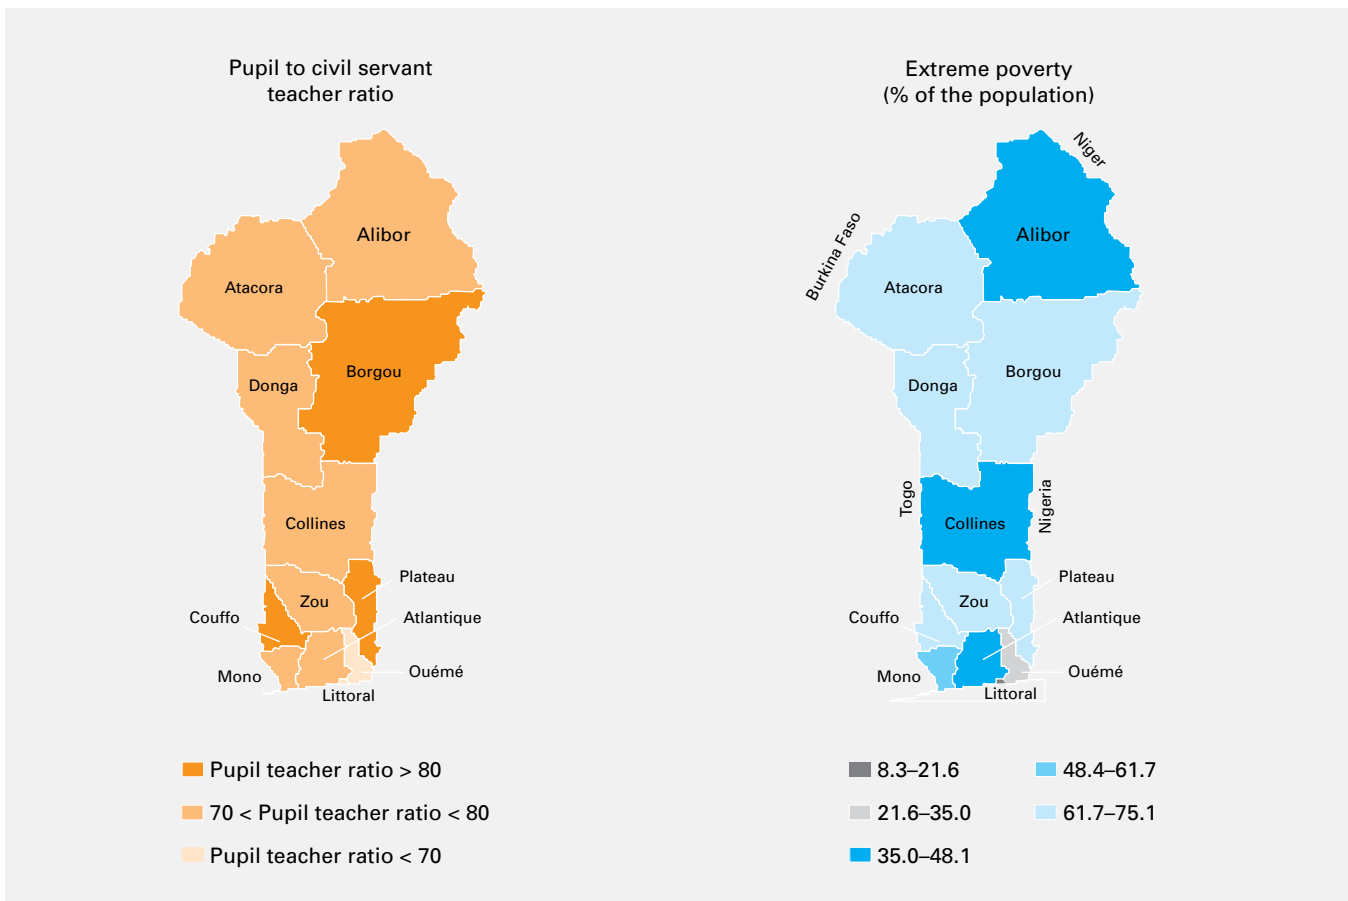 Pupil to civil servant
teacher ratio
Alibor
Atacora
Borgou
Donga
Collines
Plateau
Zou
Couffo
Atlantique
Mono
Ouémé
Littoral
Pupil teacher ratio > 80
70 < Pupil teacher ratio < 80
Pupil teacher ratio < 70
Extreme poverty
(% of the population)
Niger
Burkina Faso
Alibor
Atacora
Borgou
Donga
Togo
Nigeria
Collines
Plateau
Zou
Couffo
Atlantique
Mono
Ouémé
Littoral
8.3–21.6
21.6–35.0
35.0–48.1
48.4–61.7
61.7–75.1